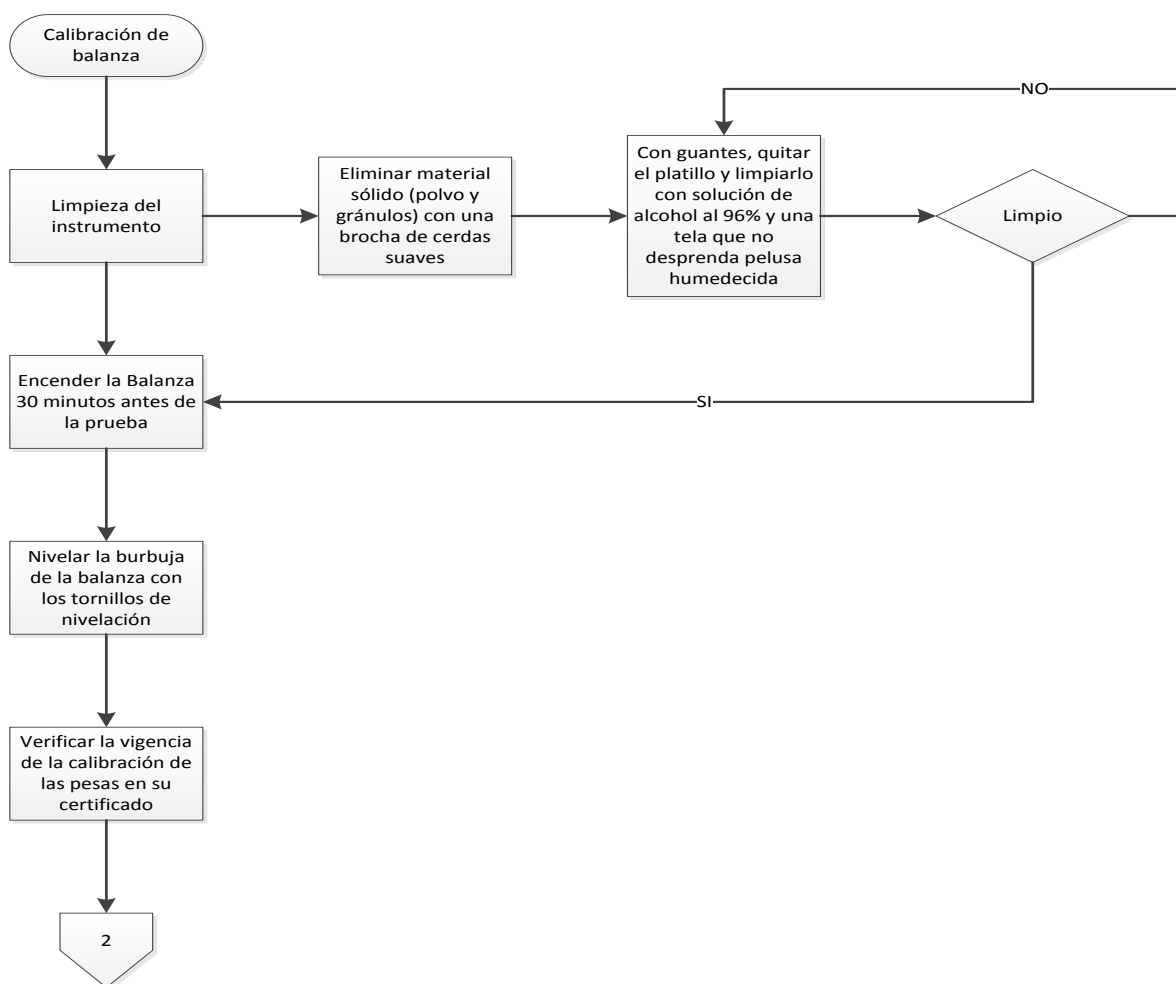 Calibración de
balanza
NO
Limpieza del
instrumento
Eliminar material
sólido (polvo y
gránulos) con una
brocha de cerdas
suaves
Con guantes, quitar
el platillo y limpiarlo
con solución de
alcohol al 96% y una
tela que no
desprenda pelusa
humedecida
Limpio
Encender la Balanza
30 minutos antes de
la prueba
SI
Nivelar la burbuja
de la balanza con
los tornillos de
nivelación
Verificar la vigencia
de la calibración de
las pesas en su
certificado
2